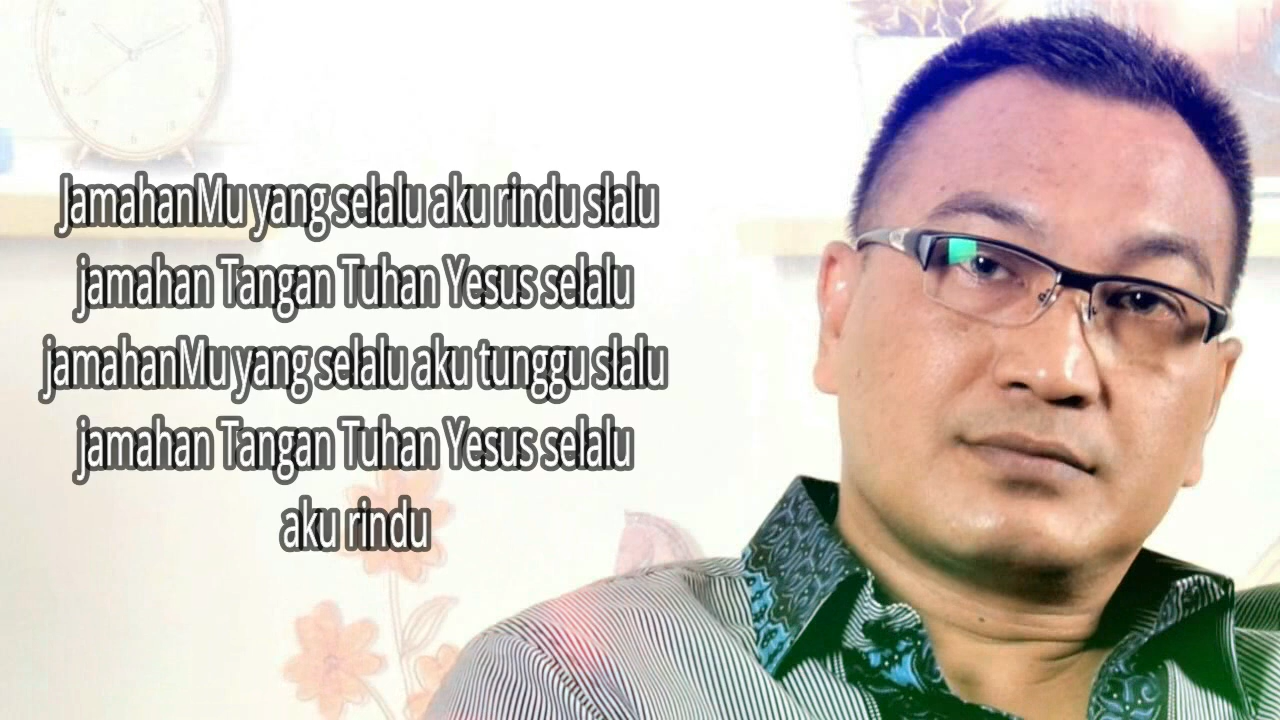 JamahanMu yang selalu aku rindu slalu
jamahan Tangan Tuhan Yesus selalu
jamahanMu yang selalu aku tunggu slalu
jamahan Tangan Tuhan Yesus selalu
aku rindu